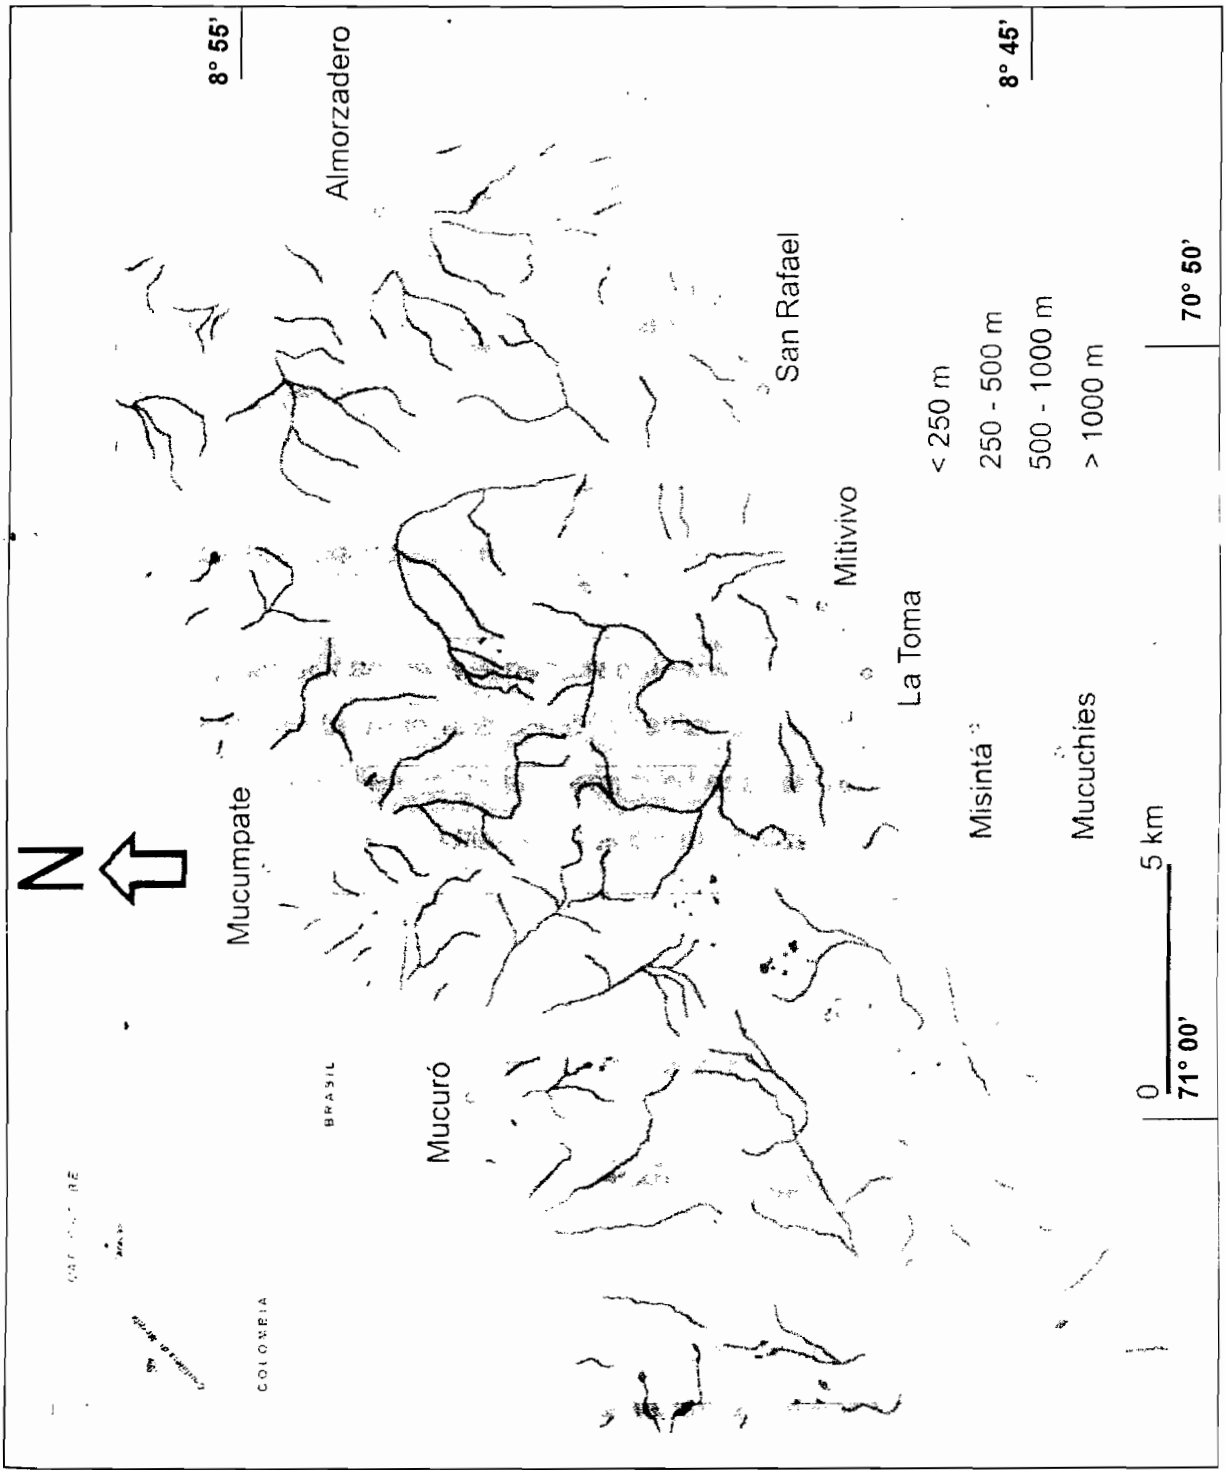 N
8° 55'
8° 45'
Almorzadero
San Rafael
70° 50'
< 250 m
250 - 500 m
500 - 1000 m
> 1000 m
Mitivivo
La Toma
Misintá
Mucuchíes
Mucumpate
Mucuró
BRASIL
COLOMBIA
0
5 km
71° 00'